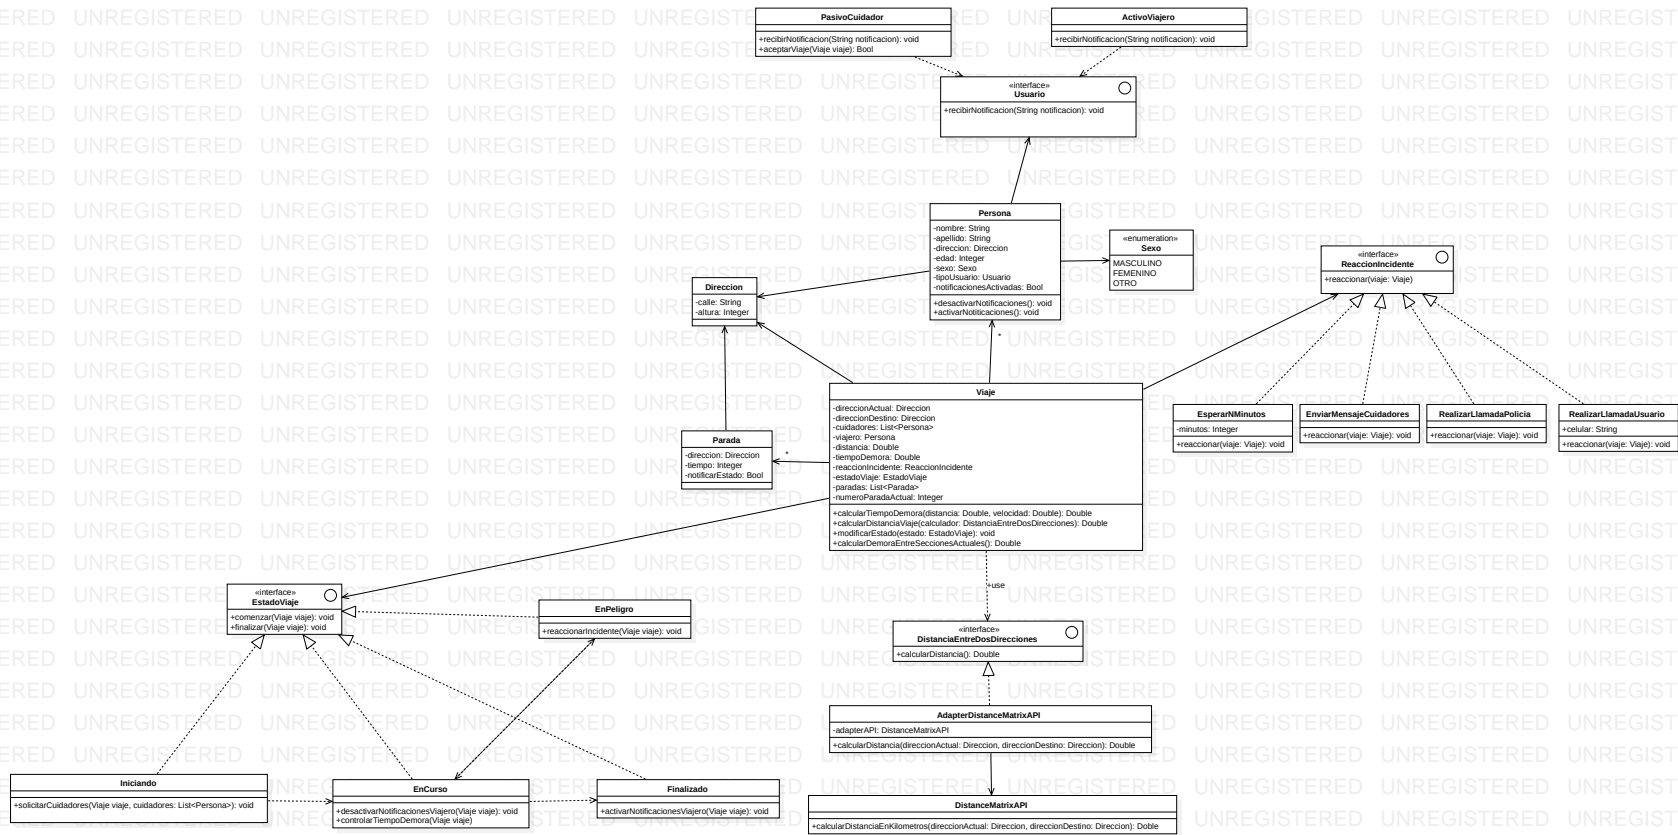 PasivoCuidador
+recibirNotificacion(String notificacion): void
+aceptarViaje(Viaje viaje): Bool
ActivoViajero
+recibirNotificacion(String notificacion): void
«interface»
Usuario
+recibirNotificacion(String notificacion): void
Persona
-nombre: String
-apellido: String
-direccion: Direccion
-edad: Integer
-sexo: Sexo
-tipoUsuario: Usuario
-notificacionesActivadas: Bool
+desactivarNotificaciones(): void
+activarNotiticaciones(): void
«enumeration»
Sexo
MASCULINO
FEMENINO
OTRO
«interface»
ReaccionIncidente
+reaccionar(viaje: Viaje)
Direccion
-calle: String
-altura: Integer
*
Viaje
-direccionActual: Direccion
-direccionDestino: Direccion
-cuidadores: List<Persona>
-viajero: Persona
-distancia: Double
-tiempoDemora: Double
-reaccionIncidente: ReaccionIncidente
-estadoViaje: EstadoViaje
-paradas: List<Parada>
-numeroParadaActual: Integer
+calcularTiempoDemora(distancia: Double, velocidad: Double): Double
+calcularDistanciaViaje(calculador: DistanciaEntreDosDirecciones): Double
+modificarEstado(estado: EstadoViaje): void
+calcularDemoraEntreSeccionesActuales(): Double
EsperarNMinutos
-minutos: Integer
+reaccionar(viaje: Viaje): void
EnviarMensajeCuidadores
+reaccionar(viaje: Viaje): void
RealizarLlamadaPolicia
+reaccionar(viaje: Viaje): void
RealizarLlamadaUsuario
+celular: String
+reaccionar(viaje: Viaje): void
Parada
-direccion: Direccion
-tiempo: Integer
-notificarEstado: Bool
*
«interface»
EstadoViaje
+comenzar(Viaje viaje): void
+finalizar(Viaje viaje): void
EnPeligro
+reaccionarIncidente(Viaje viaje): void
+use
«interface»
DistanciaEntreDosDirecciones
+calcularDistancia(): Double
AdapterDistanceMatrixAPI
-adapterAPI: DistanceMatrixAPI
+calcularDistancia(direccionActual: Direccion, direccionDestino: Direccion): Double
Iniciando
+solicitarCuidadores(Viaje viaje, cuidadores: List<Persona>): void
EnCurso
+desactivarNotificacionesViajero(Viaje viaje): void
+controlarTiempoDemora(Viaje viaje)
Finalizado
+activarNotificacionesViajero(Viaje viaje): void
DistanceMatrixAPI
+calcularDistanciaEnKilometros(direccionActual: Direccion, direccionDestino: Direccion): Doble